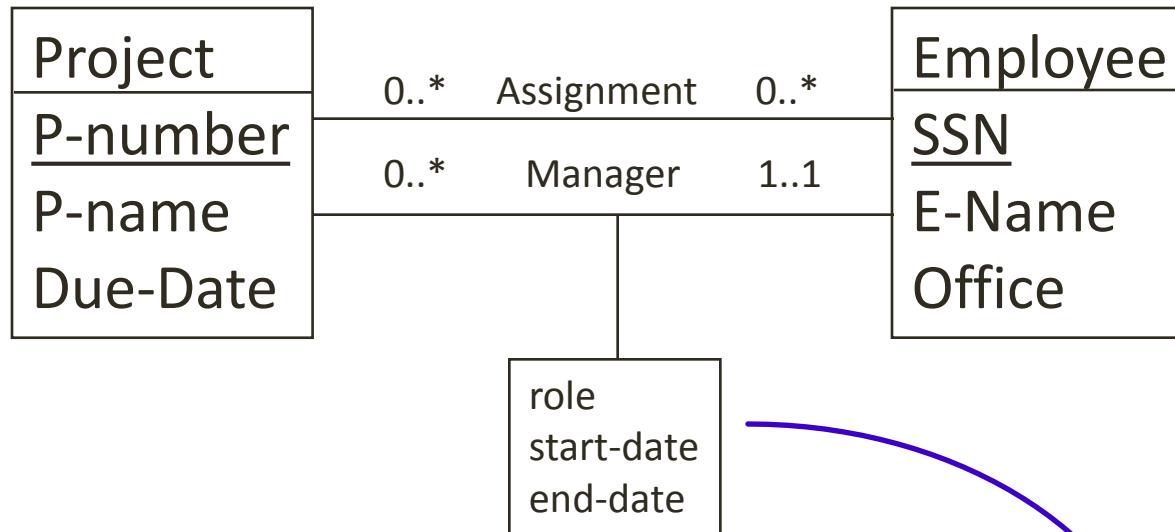 Project
P-number
P-name
Due-Date
0..* Assignment 0..*
0..* Manager 1..1
Employee
SSN
E-Name
Office
role
start-date
end-date